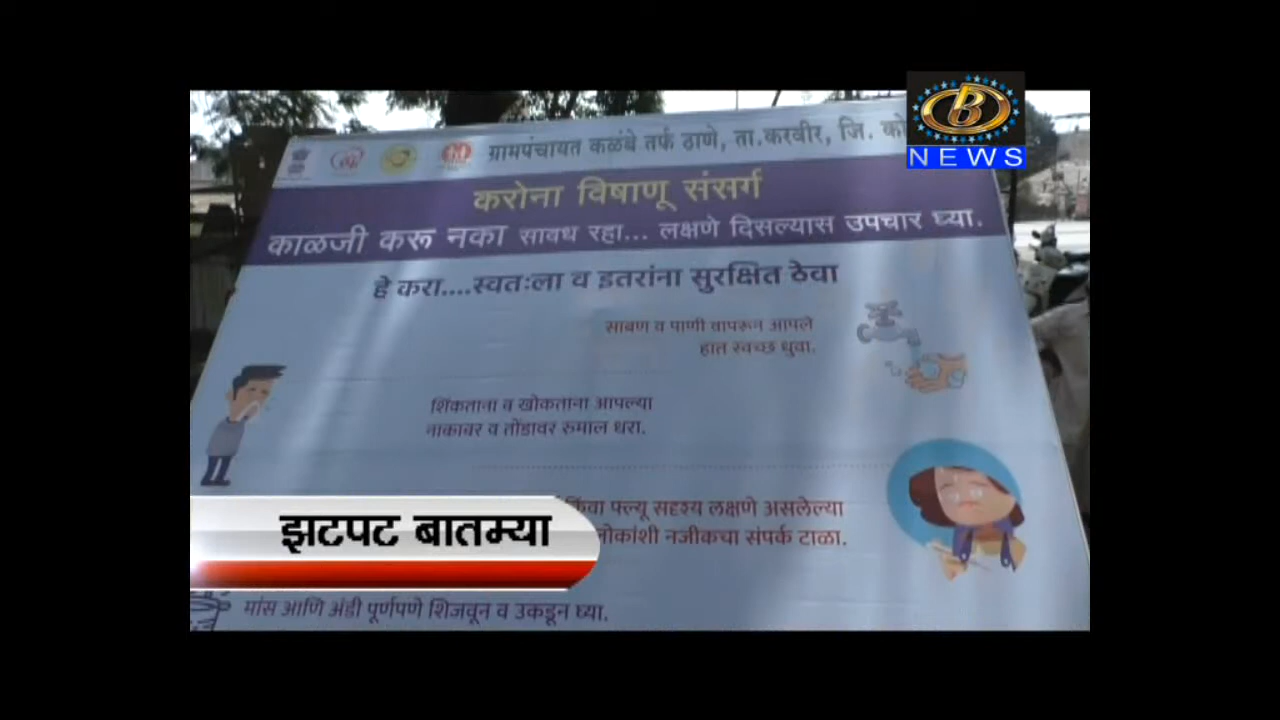 B
NEWS
ग्रामपंचायत कळंबे तर्फ ठाणे, ता.करवीर, जि. को
करोना विषाणू संसर्ग
काळजी करू नका सावध रहा... लक्षणे दिसल्यास उपचार घ्या.
हे करा....स्वतःला व इतरांना सुरक्षित ठेवा
साबण व पाणी वापरून आपले
हात स्वच्छ धुवा.
शिंकताना व खोकताना आपल्या
नाकावर व तोंडावर रुमाल धरा.
किंवा फ्ल्यू सदृश्य लक्षणे असलेल्या
लोकांशी नजीकचा संपर्क टाळा.
झटपट बातम्या
मांस आणि अंडी पूर्णपणे शिजवून व उकडून घ्या.